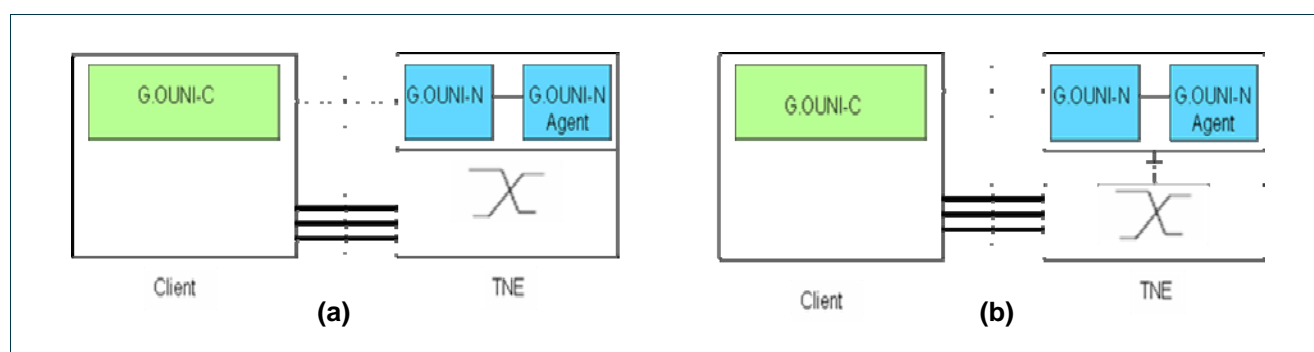 G.OUNI-C
G.OUNI-N
G.OUNI-N
Agent
Client
TNE
(a)
G.OUNI-C
G.OUNI-N
G.OUNI-N
Agent
Client
TNE
(b)